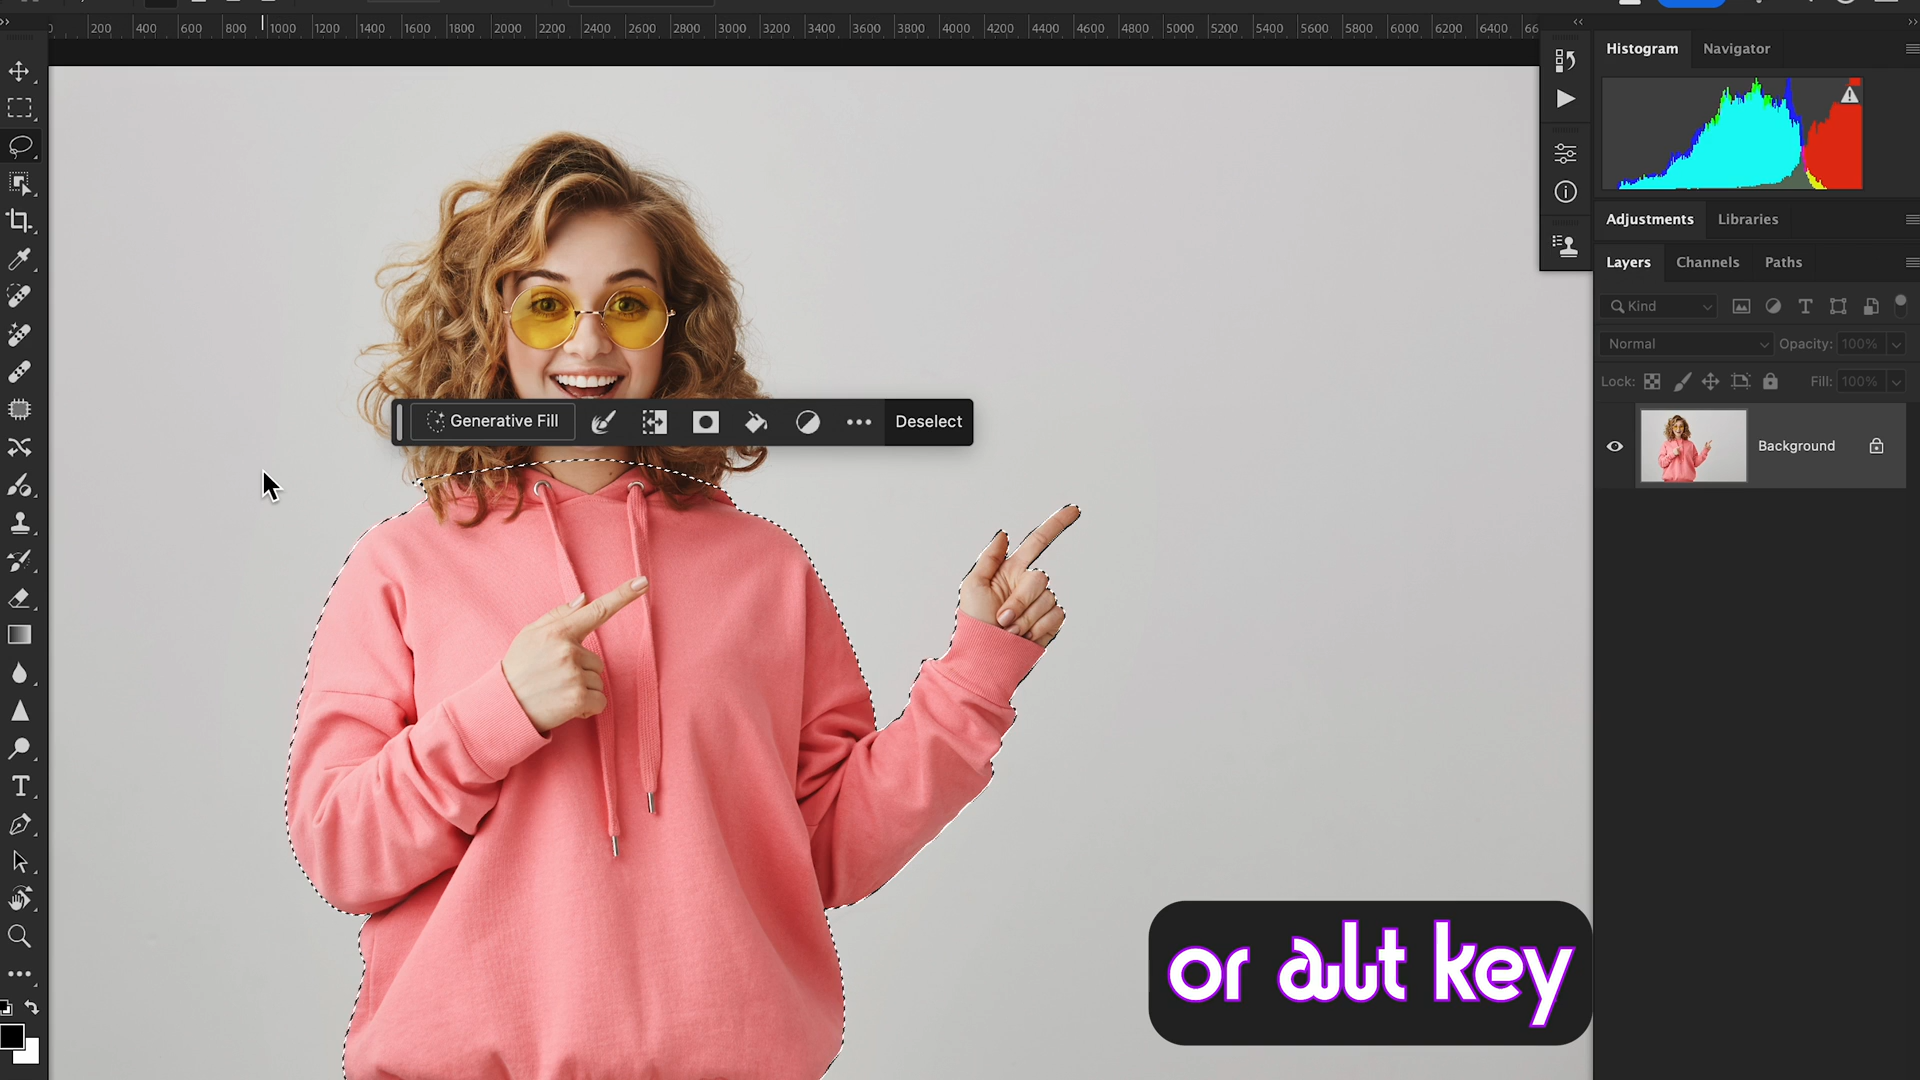 200 400 600 800 1000 1200 1400 1600 1800 2000 2200 2400 2600 2800 3000 3200 3400 3600 3800 4000 4200 4400 4600 4800 5000 5200 5400 5600 5800 6000 6200 6400 66
Histogram Navigator
Adjustments Libraries
Layers Channels Paths
Kind
Normal Opacity: 100%
Lock: Fill: 100%
Background
Generative Fill Deselect
or alt key